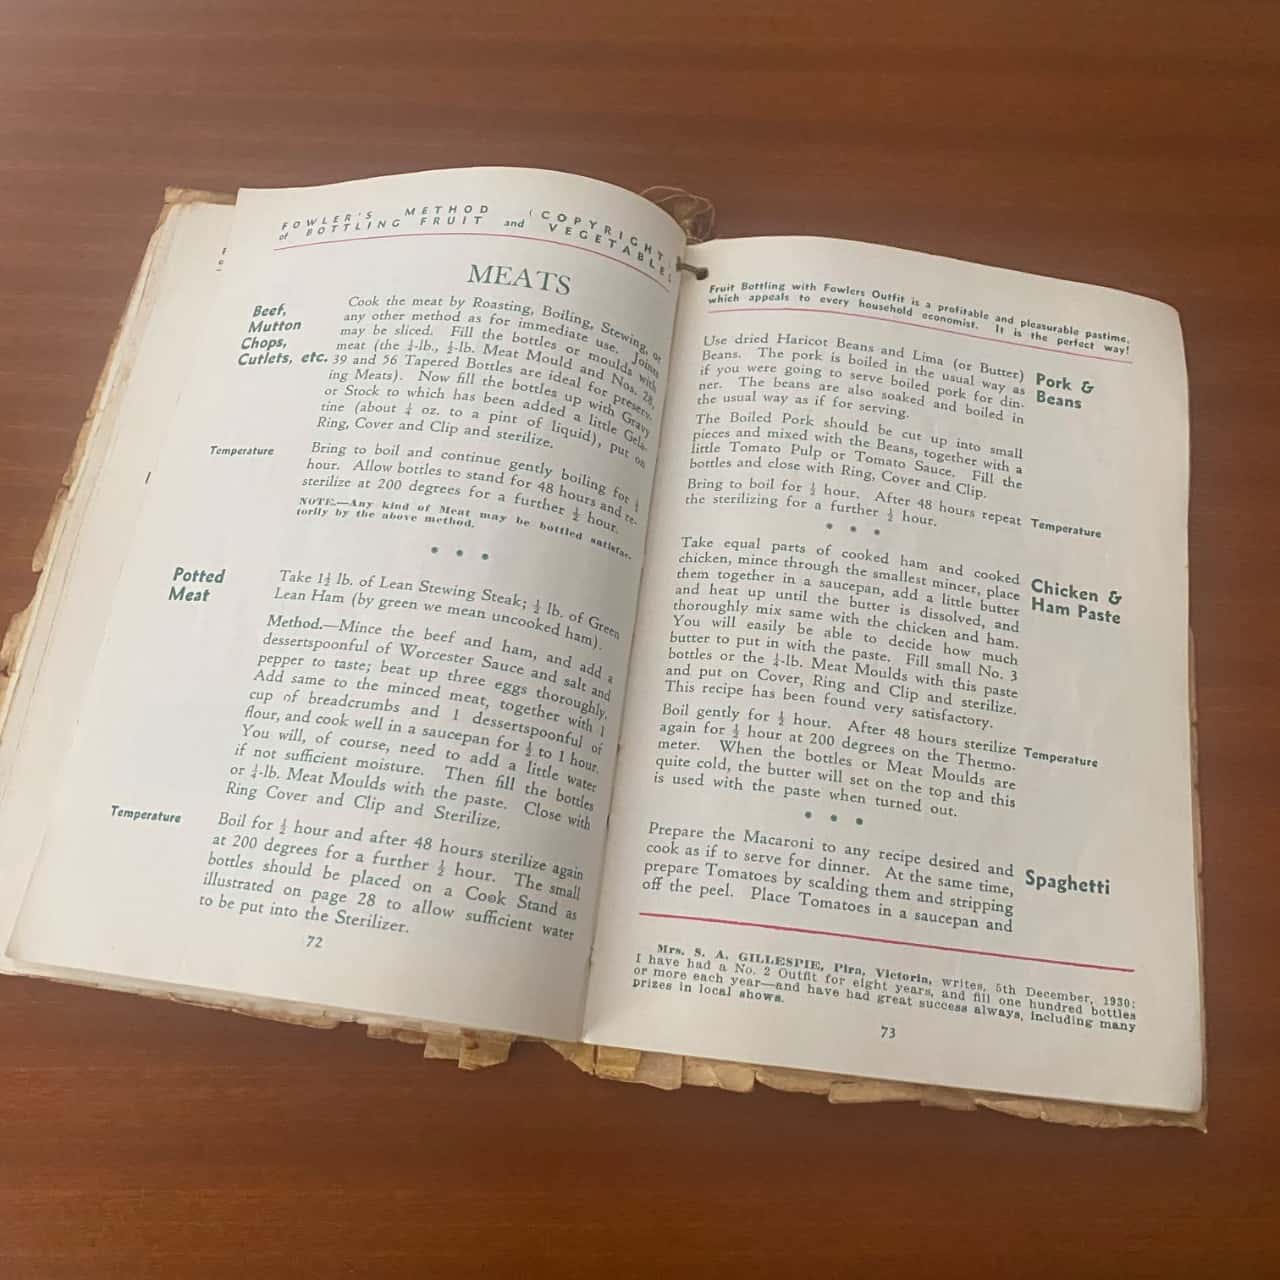 FOWLER'S METHOD (COPYRIGHT)
of BOTTLING FRUIT and VEGETABLES
MEATS
Beef,
Mutton
Chops,
Cutlets, etc.
Cook the meat by Roasting, Boiling, Stewing, or
any other method as for immediate use. Joints
may be sliced. Fill the bottles or moulds with
meat (the ¼-lb., ½-lb. Meat Mould and Nos. 28,
39 and 56 Tapered Bottles are ideal for preserv-
ing Meats). Now fill the bottles up with Gravy
or Stock to which has been added a little Gela-
tine (about ¼ oz. to a pint of liquid), put on
Ring, Cover and Clip and sterilize.
Temperature
Bring to boil and continue gently boiling for ½
hour. Allow bottles to stand for 48 hours and re-
sterilize at 200 degrees for a further ½ hour.
NOTE.—Any kind of Meat may be bottled satisfac-
torily by the above method.
Potted
Meat
Take 1½ lb. of Lean Stewing Steak; ½ lb. of Green
Lean Ham (by green we mean uncooked ham).
Method.—Mince the beef and ham, and add a
dessertspoonful of Worcester Sauce and salt and
pepper to taste; beat up three eggs thoroughly.
Add same to the minced meat, together with 1
cup of breadcrumbs and 1 dessertspoonful of
flour, and cook well in a saucepan for ½ to 1 hour.
You will, of course, need to add a little water
if not sufficient moisture. Then fill the bottles
or ¼-lb. Meat Moulds with the paste. Close with
Ring Cover and Clip and Sterilize.
Temperature
Boil for ½ hour and after 48 hours sterilize again
at 200 degrees for a further ½ hour. The small
bottles should be placed on a Cook Stand as
illustrated on page 28 to allow sufficient water
to be put into the Sterilizer.
72
Fruit Bottling with Fowlers Outfit is a profitable and pleasurable pastime,
which appeals to every household economist. It is the perfect way!
Use dried Haricot Beans and Lima (or Butter)
Beans. The pork is boiled in the usual way as
if you were going to serve boiled pork for din-
ner. The beans are also soaked and boiled in
the usual way as if for serving.
Pork &
Beans
The Boiled Pork should be cut up into small
pieces and mixed with the Beans, together with a
little Tomato Pulp or Tomato Sauce. Fill the
bottles and close with Ring, Cover and Clip.
Bring to boil for ½ hour. After 48 hours repeat
the sterilizing for a further ½ hour.
Temperature
Take equal parts of cooked ham and cooked
chicken, mince through the smallest mincer, place
them together in a saucepan, add a little butter
and heat up until the butter is dissolved, and
thoroughly mix same with the chicken and ham.
You will easily be able to decide how much
butter to put in with the paste. Fill small No. 3
bottles or the ¼-lb. Meat Moulds with this paste
and put on Cover, Ring and Clip and sterilize.
This recipe has been found very satisfactory.
Chicken &
Ham Paste
Boil gently for ½ hour. After 48 hours sterilize
again for ½ hour at 200 degrees on the Thermo-
meter. When the bottles or Meat Moulds are
quite cold, the butter will set on the top and this
is used with the paste when turned out.
Temperature
Prepare the Macaroni to any recipe desired and
cook as if to serve for dinner. At the same time,
prepare Tomatoes by scalding them and stripping
off the peel. Place Tomatoes in a saucepan and
Spaghetti
Mrs. S. A. GILLESPIE, Pira, Victoria, writes, 5th December, 1930:
I have had a No. 2 Outfit for eight years, and fill one hundred bottles
or more each year—and have had great success always, including many
prizes in local shows.
73